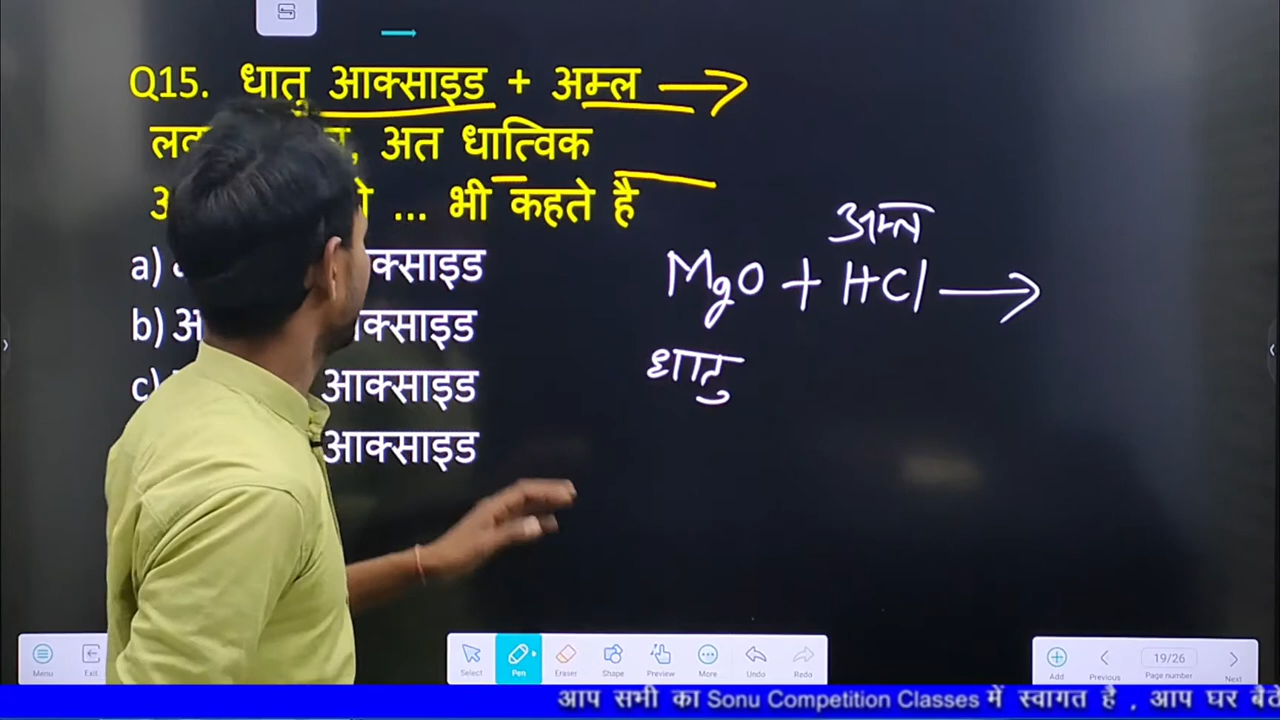 Q15. धातु आक्साइड + अम्ल
अत धात्विक
... भी कहते है
a) क्साइड
b) अ क्साइड
c) आक्साइड
आक्साइड
अम्ल
MgO + HCl
धातु
Menu
Exit
Select
Pen
Eraser
Shape
Preview
More
Undo
Redo
Add
Previous
19/26
Page number
Next
आप सभी का Sonu Competition Classes में स्वागत है , आप घर बैठे